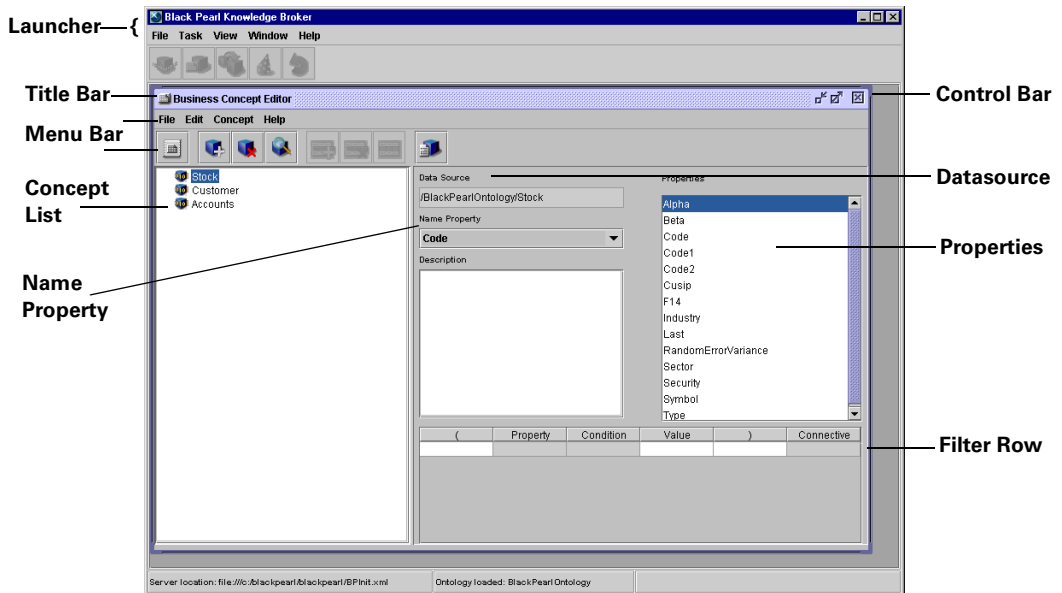 Black Pearl Knowledge Broker
Launcher {
File Task View Window Help
Title Bar
Business Concept Editor
Control Bar
File Edit Concept Help
Menu Bar
Stock
Customer
Accounts
Concept
List
Data Source
Datasource
/BlackPearlOntology/Stock
Name Property
Code
Description
Name
Property
Properties
Alpha
Beta
Code
Code1
Code2
Cusip
F14
Industry
Last
RandomErrorVariance
Sector
Security
Symbol
Type
Properties
( Property Condition Value ) Connective
Filter Row
Server location: file:///c:/blackpearl/blackpearl/BPInit.xml
Ontology loaded: BlackPearlOntology